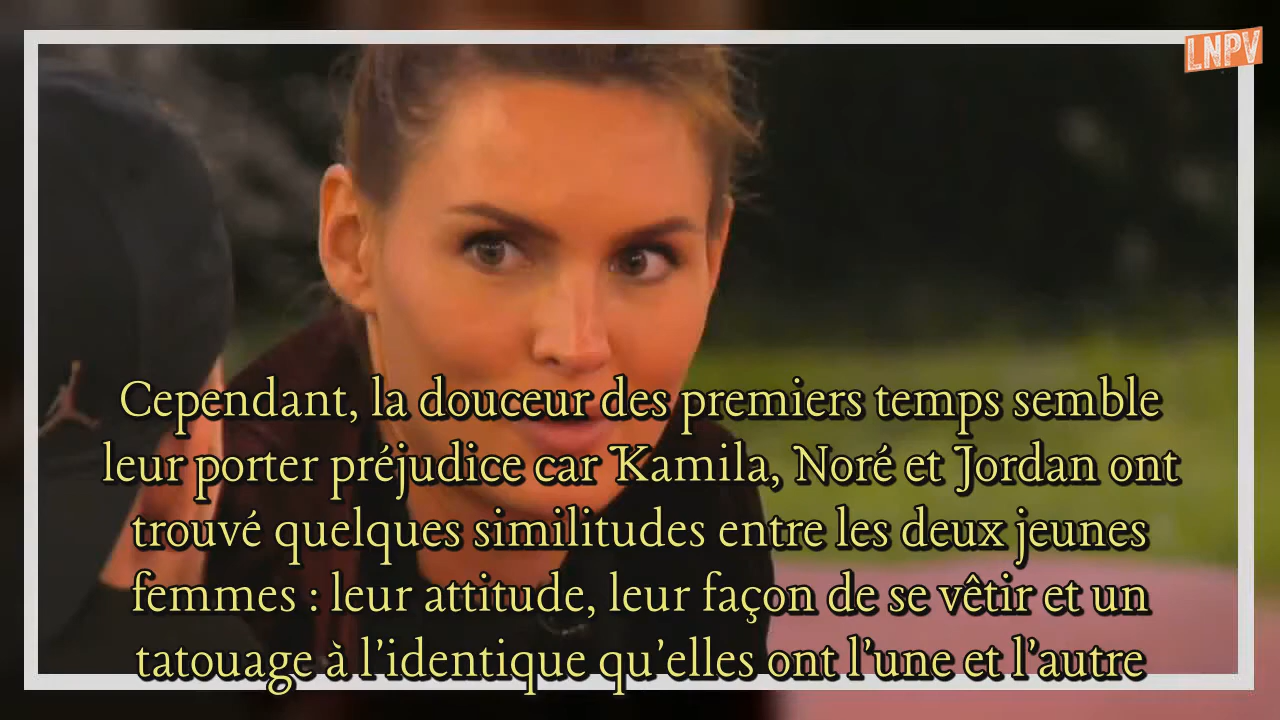 LNPV
Cependant, la douceur des premiers temps semble
leur porter préjudice car Kamila, Noré et Jordan ont
trouvé quelques similitudes entre les deux jeunes
femmes : leur attitude, leur façon de se vêtir et un
tatouage à l'identique qu'elles ont l'une et l'autre